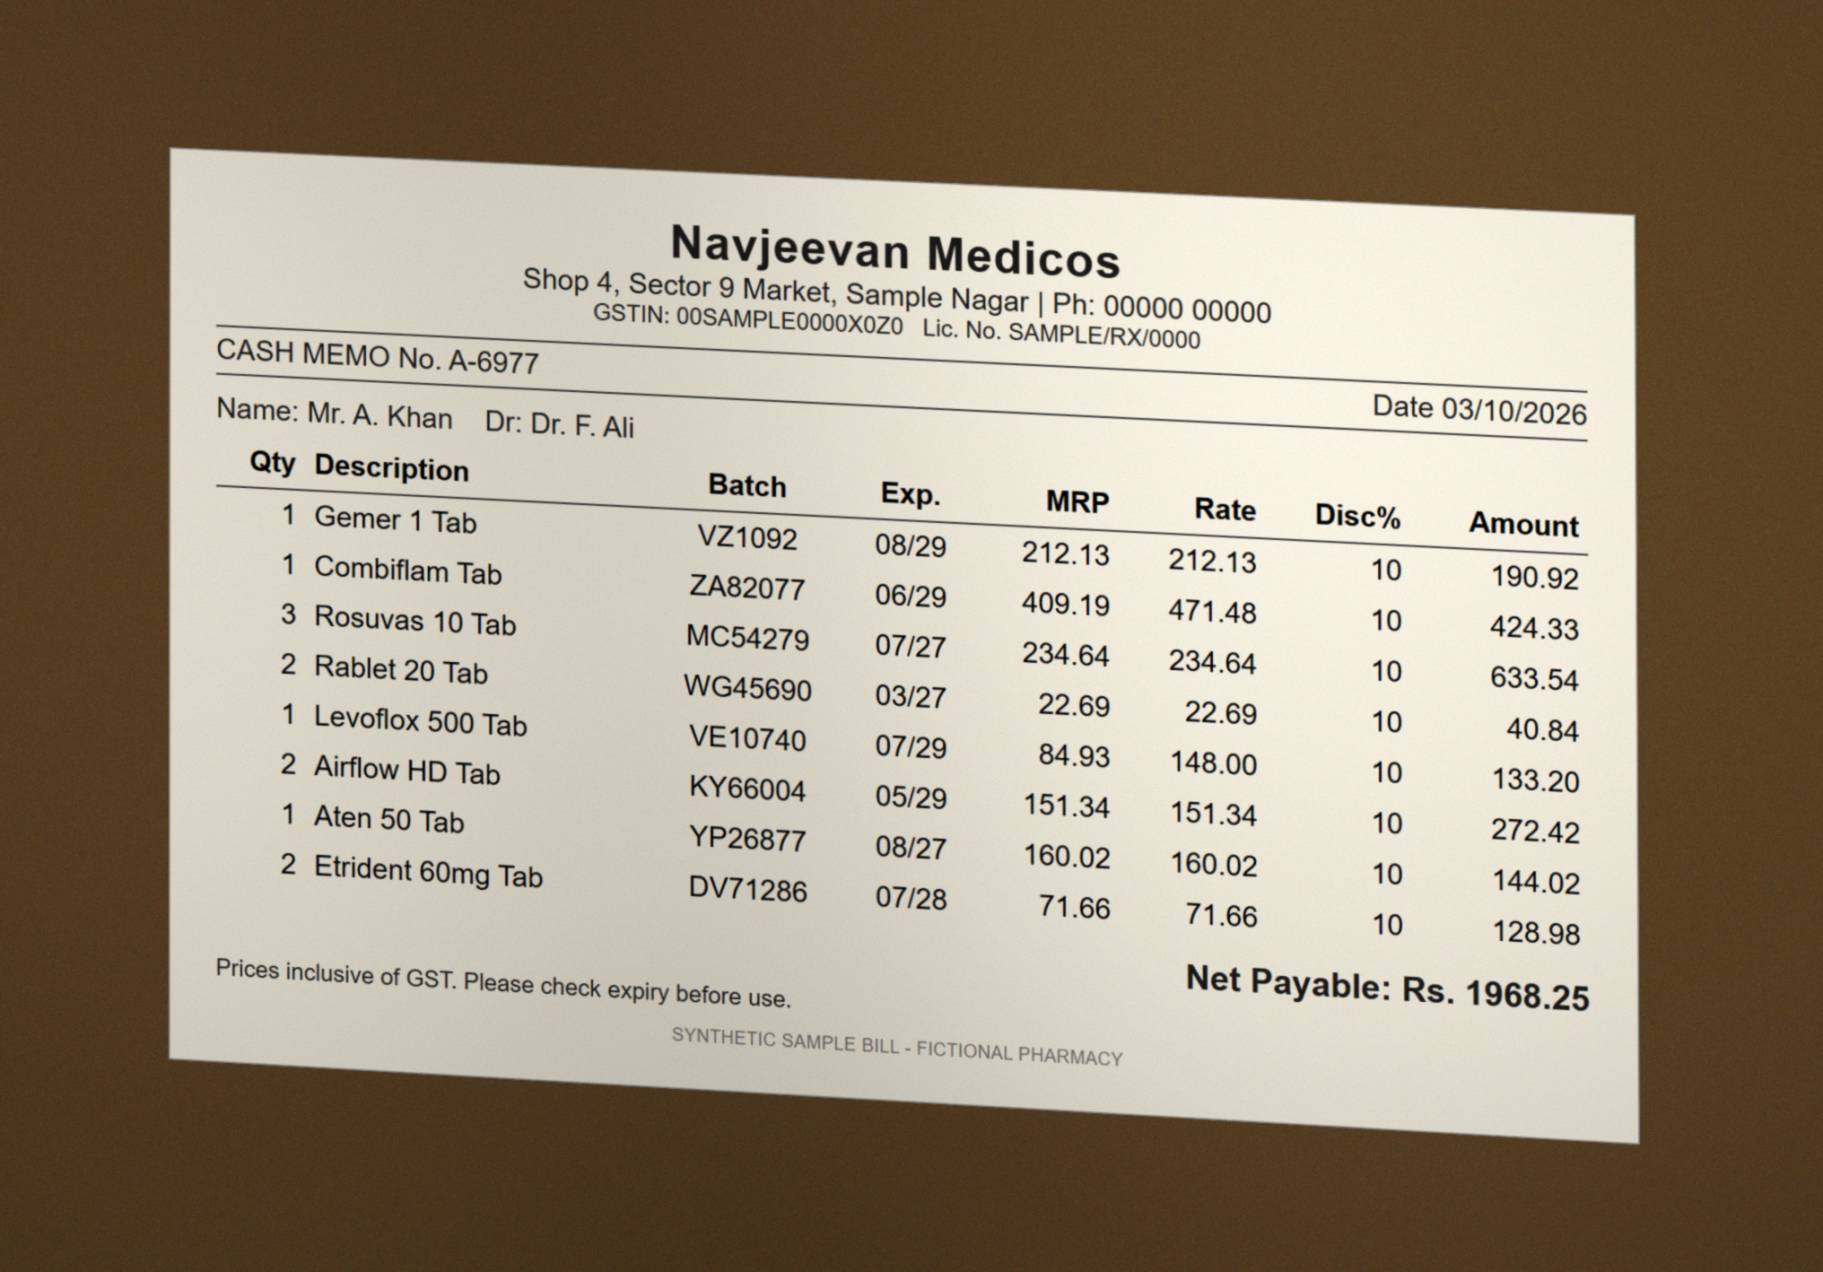 Navjeevan Medicos
Shop 4, Sector 9 Market, Sample Nagar | Ph: 00000 00000
GSTIN: 00SAMPLE0000X0Z0 Lic. No. SAMPLE/RX/0000
CASH MEMO No. A-6977 Date 03/10/2026
Name: Mr. A. Khan Dr: Dr. F. Ali
Qty Description Batch Exp. MRP Rate Disc% Amount
1 Gemer 1 Tab VZ1092 08/29 212.13 212.13 10 190.92
1 Combiflam Tab ZA82077 06/29 409.19 471.48 10 424.33
3 Rosuvas 10 Tab MC54279 07/27 234.64 234.64 10 633.54
2 Rablet 20 Tab WG45690 03/27 22.69 22.69 10 40.84
1 Levoflox 500 Tab VE10740 07/29 84.93 148.00 10 133.20
2 Airflow HD Tab KY66004 05/29 151.34 151.34 10 272.42
1 Aten 50 Tab YP26877 08/27 160.02 160.02 10 144.02
2 Etrident 60mg Tab DV71286 07/28 71.66 71.66 10 128.98
Net Payable: Rs. 1968.25
Prices inclusive of GST. Please check expiry before use.
SYNTHETIC SAMPLE BILL - FICTIONAL PHARMACY